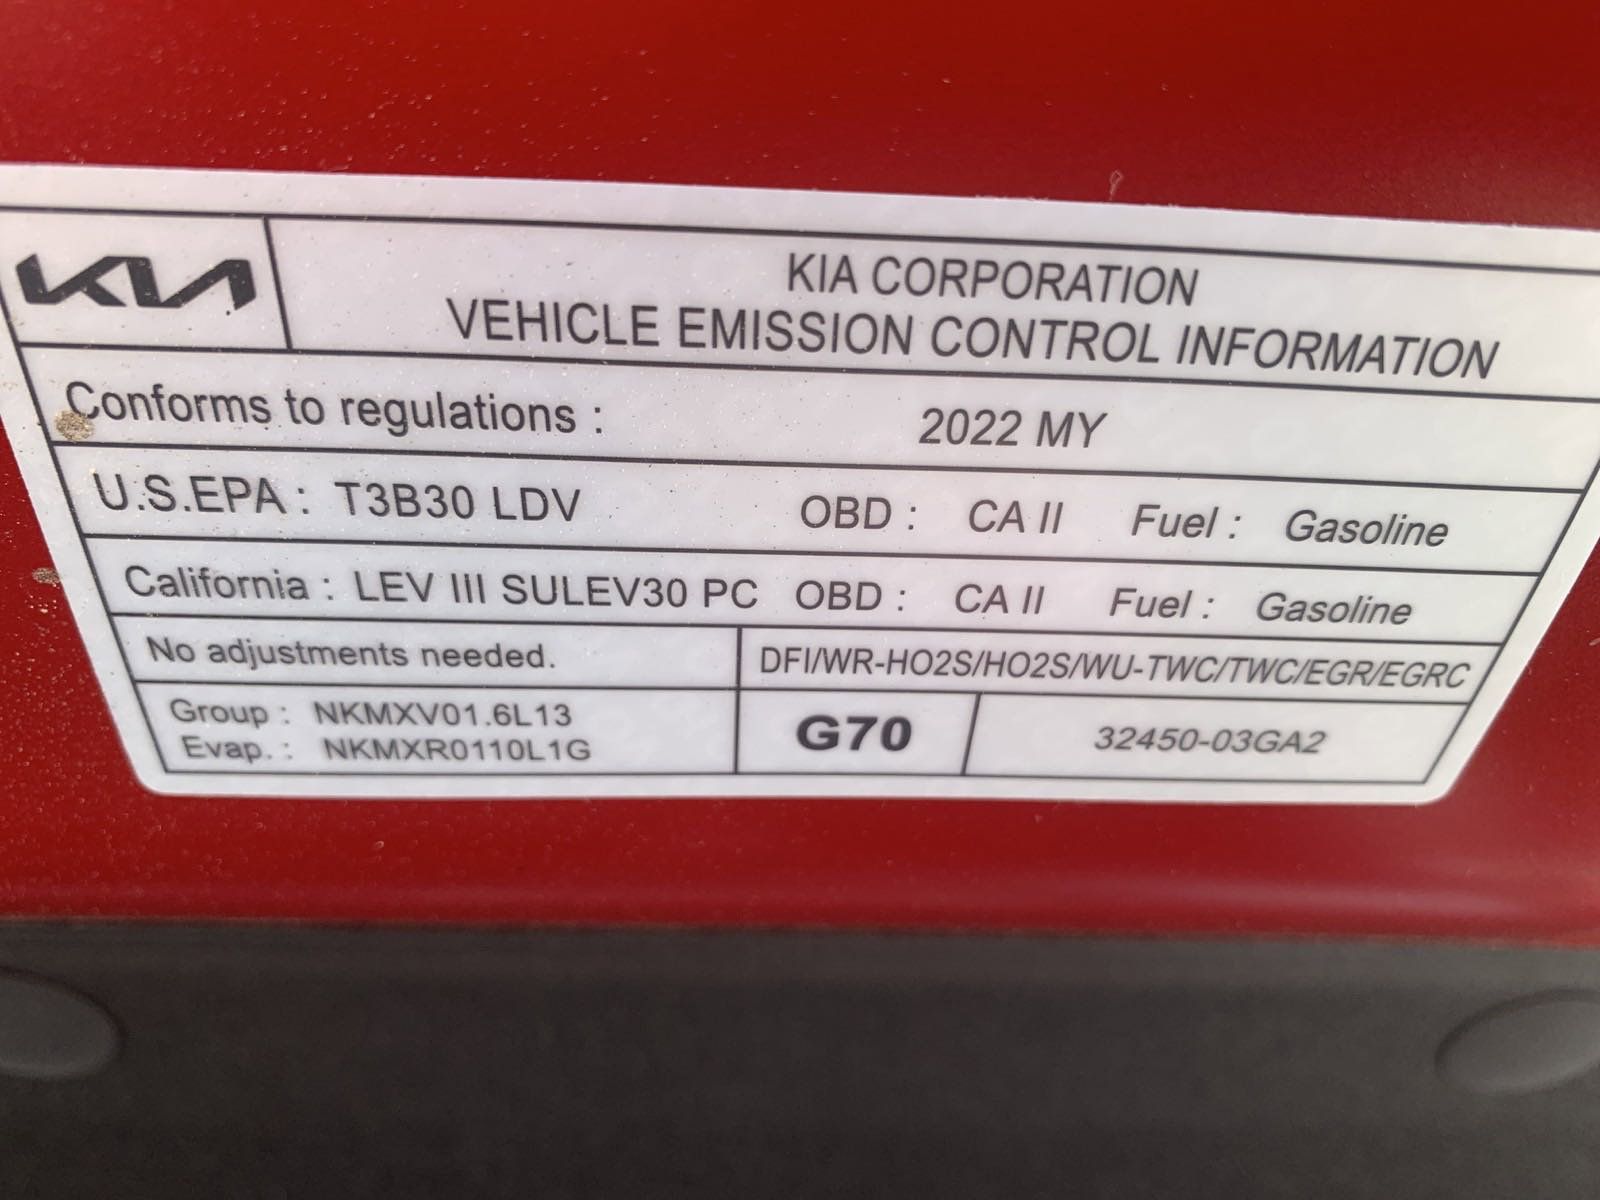 KIA KIA CORPORATION
VEHICLE EMISSION CONTROL INFORMATION
Conforms to regulations : 2022 MY
U.S.EPA : T3B30 LDV OBD : CA II Fuel : Gasoline
California : LEV III SULEV30 PC OBD : CA II Fuel : Gasoline
No adjustments needed. DFI/WR-HO2S/HO2S/WU-TWC/TWC/EGR/EGRC
Group : NKMXV01.6L13
Evap. : NKMXR0110L1G
G70 32450-03GA2